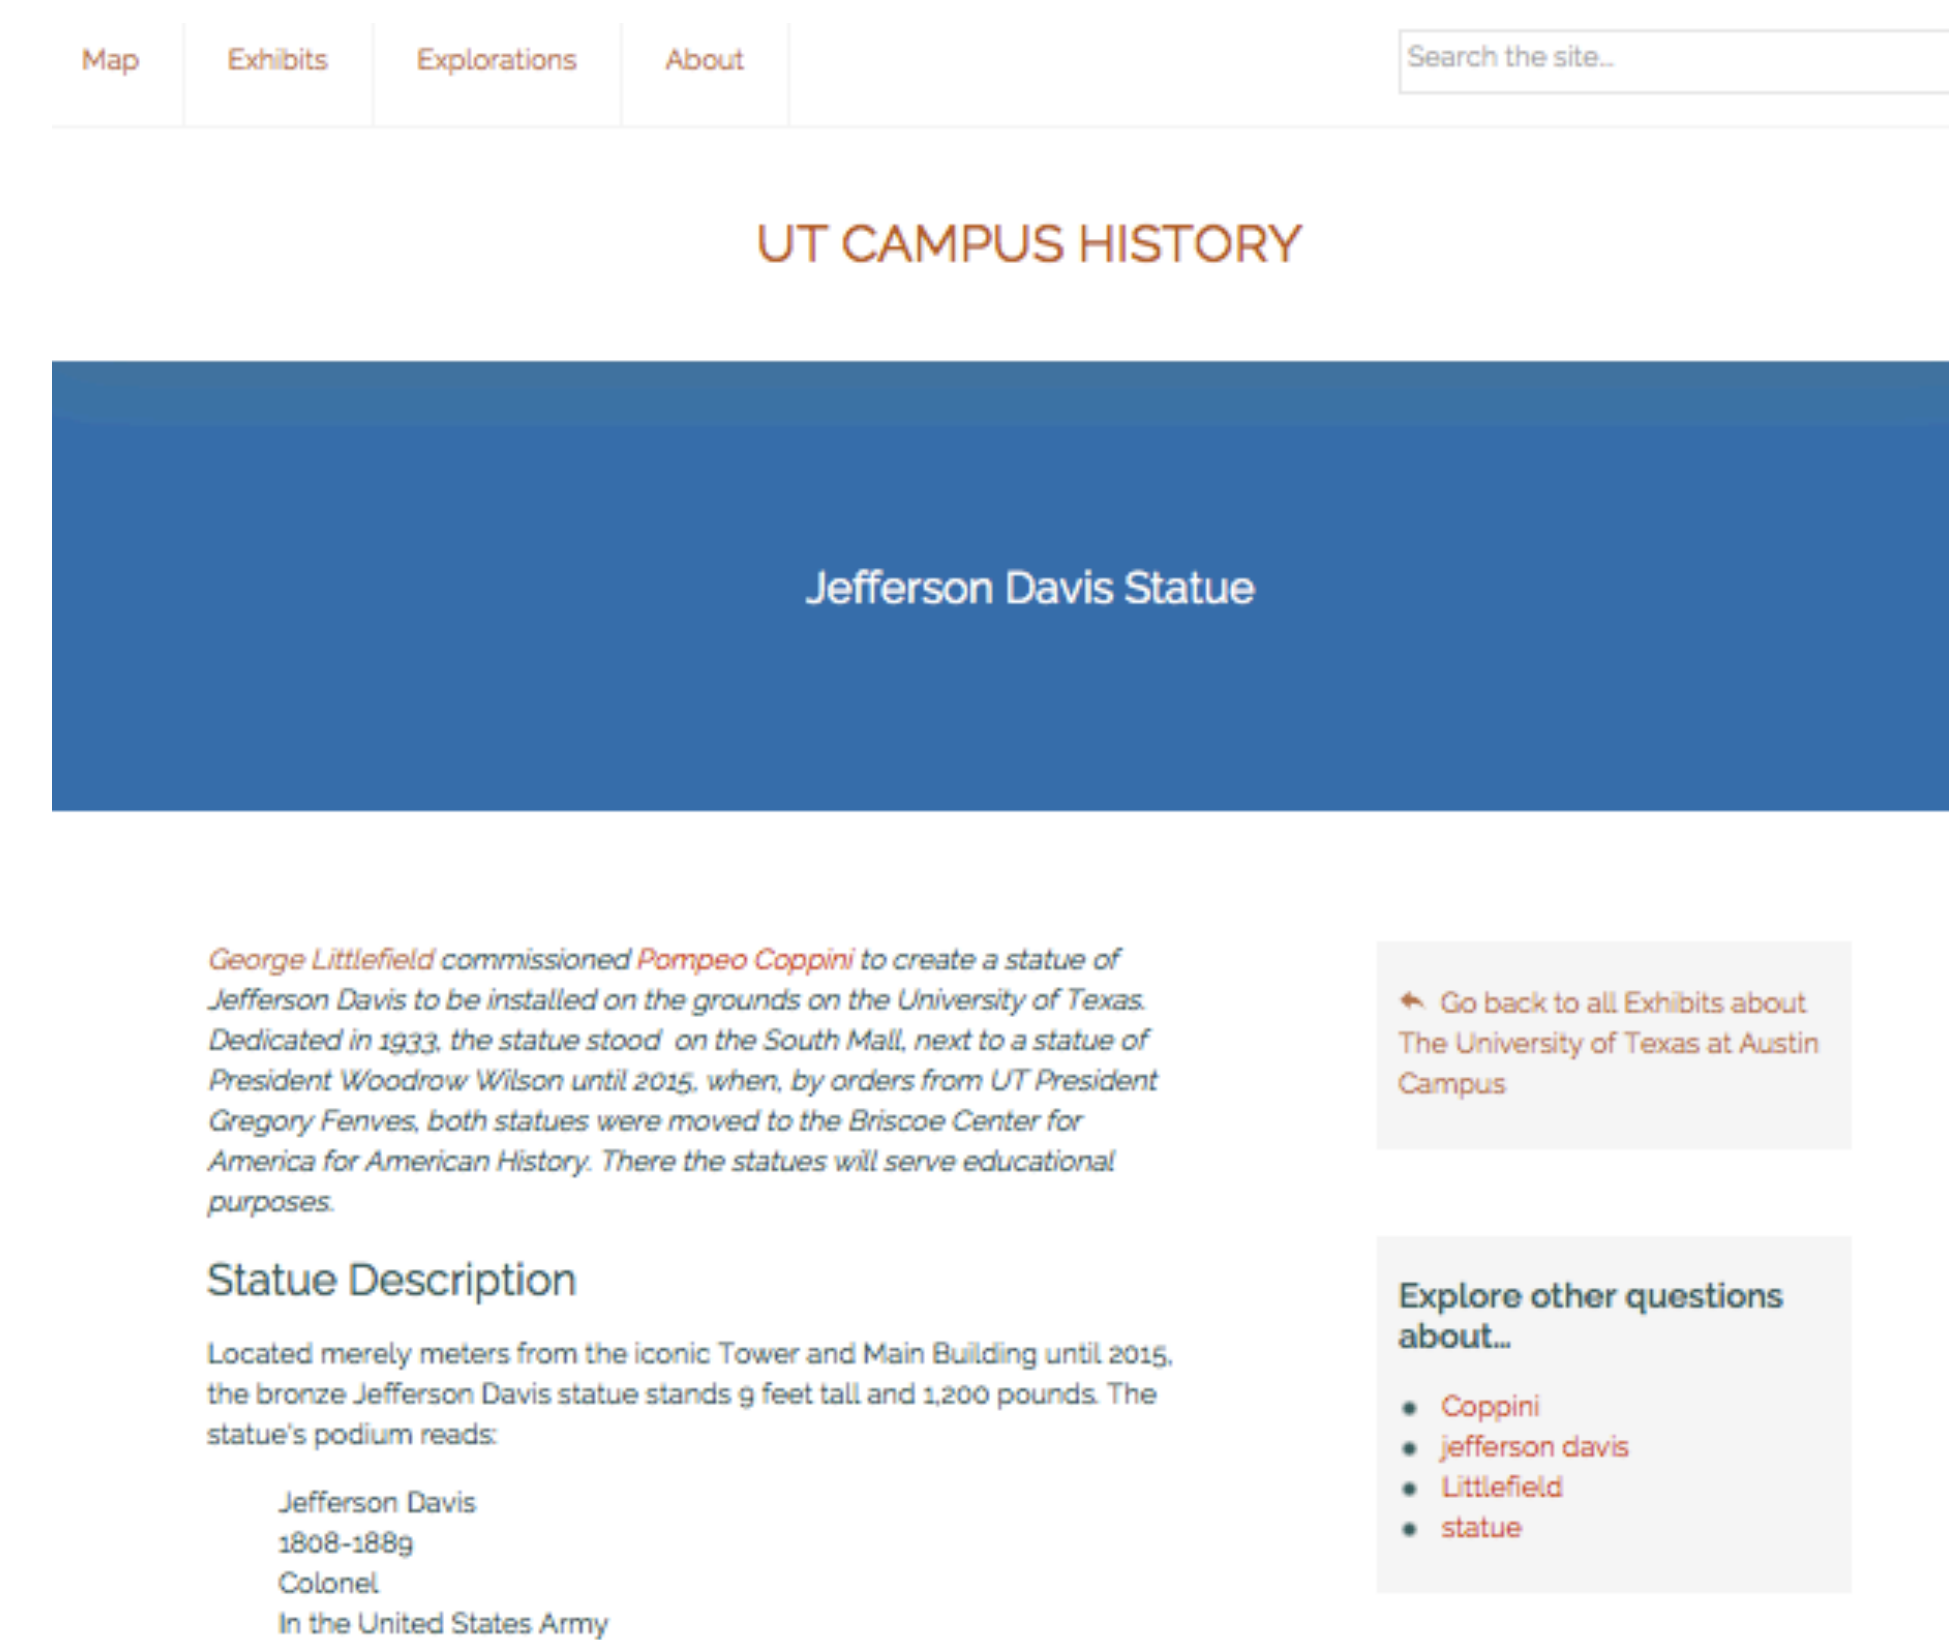 Map Exhibits Explorations About Search the site...
UT CAMPUS HISTORY
Jefferson Davis Statue
George Littlefield commissioned Pompeo Coppini to create a statue of
Jefferson Davis to be installed on the grounds on the University of Texas.
Dedicated in 1933, the statue stood on the South Mall, next to a statue of
President Woodrow Wilson until 2015, when, by orders from UT President
Gregory Fenves, both statues were moved to the Briscoe Center for
America for American History. There the statues will serve educational
purposes.
Statue Description
Located merely meters from the iconic Tower and Main Building until 2015,
the bronze Jefferson Davis statue stands 9 feet tall and 1,200 pounds. The
statue's podium reads:
Jefferson Davis
1808-1889
Colonel
In the United States Army
Go back to all Exhibits about
The University of Texas at Austin
Campus
Explore other questions
about...
Coppini
jefferson davis
Littlefield
statue